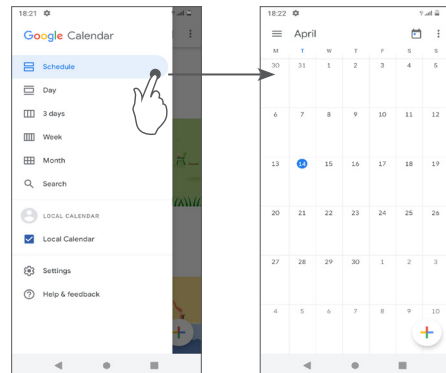 18:21
Google Calendar
Schedule
Day
3 days
Week
Month
Search
LOCAL CALENDAR
Local Calendar
Settings
Help & feedback
18:22
April
M T W T F S S
30 31 1 2 3 4 5
6 7 8 9 10 11 12
13 14 15 16 17 18 19
20 21 22 23 24 25 26
27 28 29 30 1 2 3
4 5 6 7 8 9 10